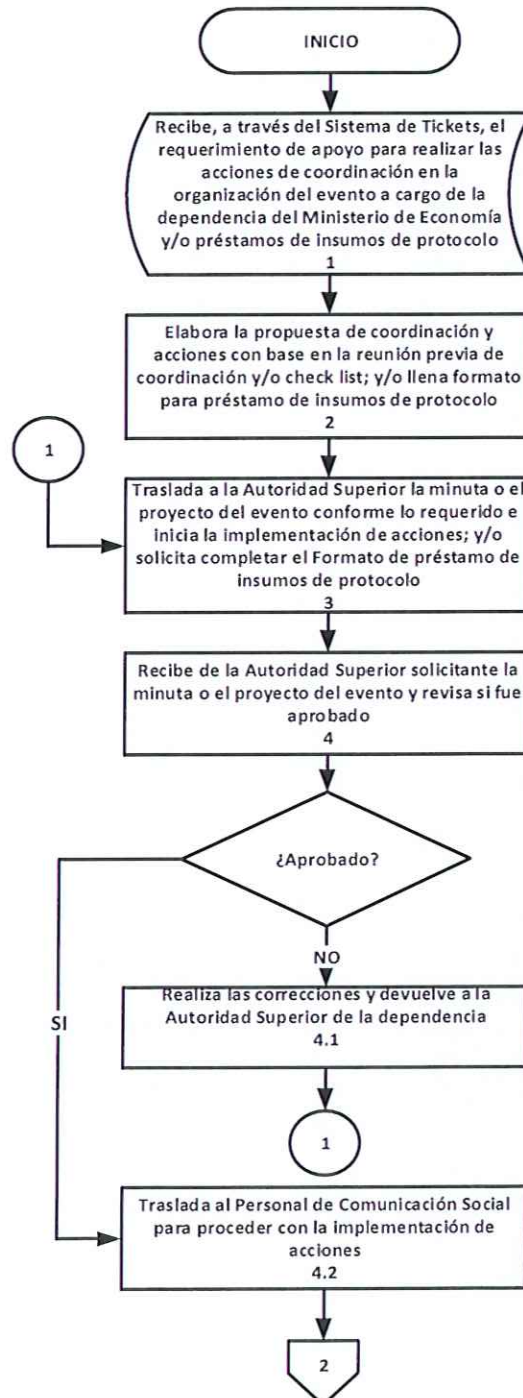 INICIO
Recibe, a través del Sistema de Tickets, el
requerimiento de apoyo para realizar las
acciones de coordinación en la
organización del evento a cargo de la
dependencia del Ministerio de Economía
y/o préstamos de insumos de protocolo
1
Elabora la propuesta de coordinación y
acciones con base en la reunión previa de
coordinación y/o check list; y/o llena formato
para préstamo de insumos de protocolo
2
1
Traslada a la Autoridad Superior la minuta o el
proyecto del evento conforme lo requerido e
inicia la implementación de acciones; y/o
solicita completar el Formato de préstamo de
insumos de protocolo
3
Recibe de la Autoridad Superior solicitante la
minuta o el proyecto del evento y revisa si fue
aprobado
4
¿Aprobado?
NO
SI
Realiza las correcciones y devuelve a la
Autoridad Superior de la dependencia
4.1
1
Traslada al Personal de Comunicación Social
para proceder con la implementación de
acciones
4.2
2